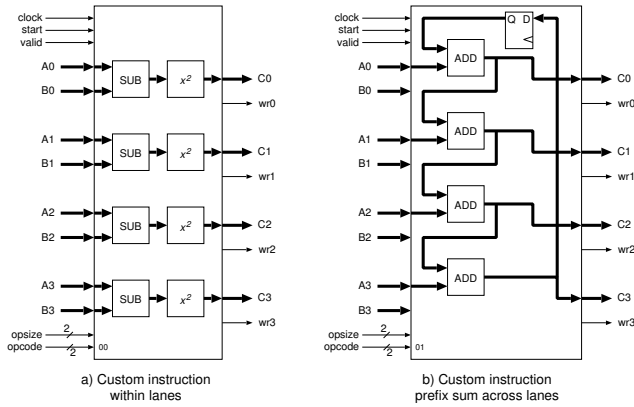 clock
start
valid
A0
B0
SUB
x²
C0
wr0
A1
B1
SUB
x²
C1
wr1
A2
B2
SUB
x²
C2
wr2
A3
B3
SUB
x²
C3
wr3
opsize
2
opcode
2
00
a) Custom instruction
within lanes
clock
start
valid
Q D
A0
B0
ADD
C0
wr0
A1
B1
ADD
C1
wr1
A2
B2
ADD
C2
wr2
A3
B3
ADD
C3
wr3
opsize
2
opcode
2
01
b) Custom instruction
prefix sum across lanes